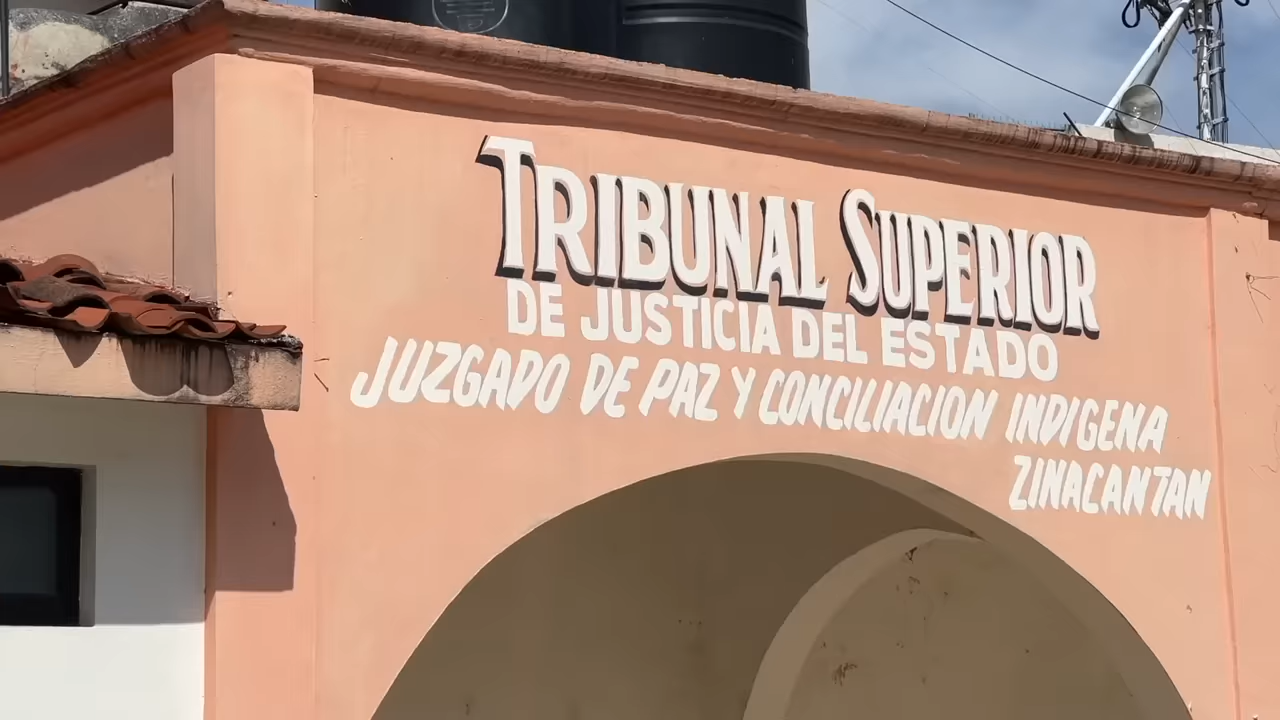 TRIBUNAL SUPERIOR
DE JUSTICIA DEL ESTADO
JUZGADO DE PAZ Y CONCILIACION INDIGENA
ZINACANTAN